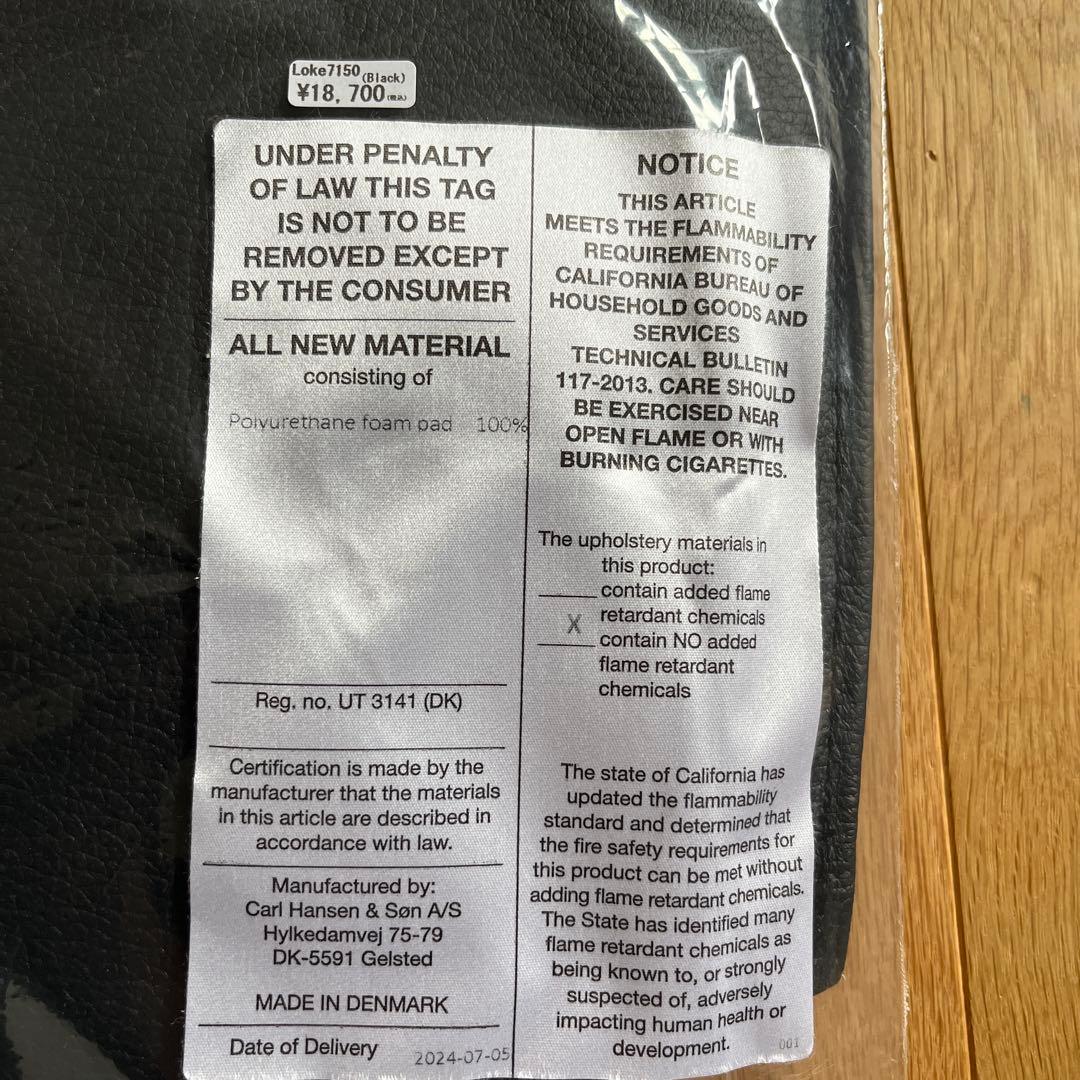 Loke7150 (Black)
¥18,700(税込)
UNDER PENALTY
OF LAW THIS TAG
IS NOT TO BE
REMOVED EXCEPT
BY THE CONSUMER
ALL NEW MATERIAL
consisting of
Polyurethane foam pad 100%
Reg. no. UT 3141 (DK)
Certification is made by the
manufacturer that the materials
in this article are described in
accordance with law.
Manufactured by:
Carl Hansen & Søn A/S
Hylkedamvej 75-79
DK-5591 Gelsted
MADE IN DENMARK
Date of Delivery 2024-07-05
NOTICE
THIS ARTICLE
MEETS THE FLAMMABILITY
REQUIREMENTS OF
CALIFORNIA BUREAU OF
HOUSEHOLD GOODS AND
SERVICES
TECHNICAL BULLETIN
117-2013. CARE SHOULD
BE EXERCISED NEAR
OPEN FLAME OR WITH
BURNING CIGARETTES.
The upholstery materials in
this product:
contain added flame
retardant chemicals
X
contain NO added
flame retardant
chemicals
The state of California has
updated the flammability
standard and determined that
the fire safety requirements for
this product can be met without
adding flame retardant chemicals.
The State has identified many
flame retardant chemicals as
being known to, or strongly
suspected of, adversely
impacting human health or
development.
001